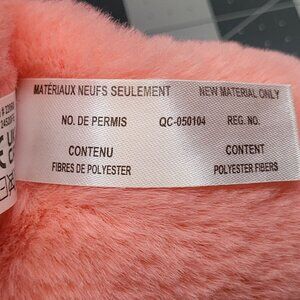 MATÉRIAUX NEUFS SEULEMENT NEW MATERIAL ONLY
NO. DE PERMIS QC-050104 REG. NO.
CONTENU CONTENT
FIBRES DE POLYESTER POLYESTER FIBERS